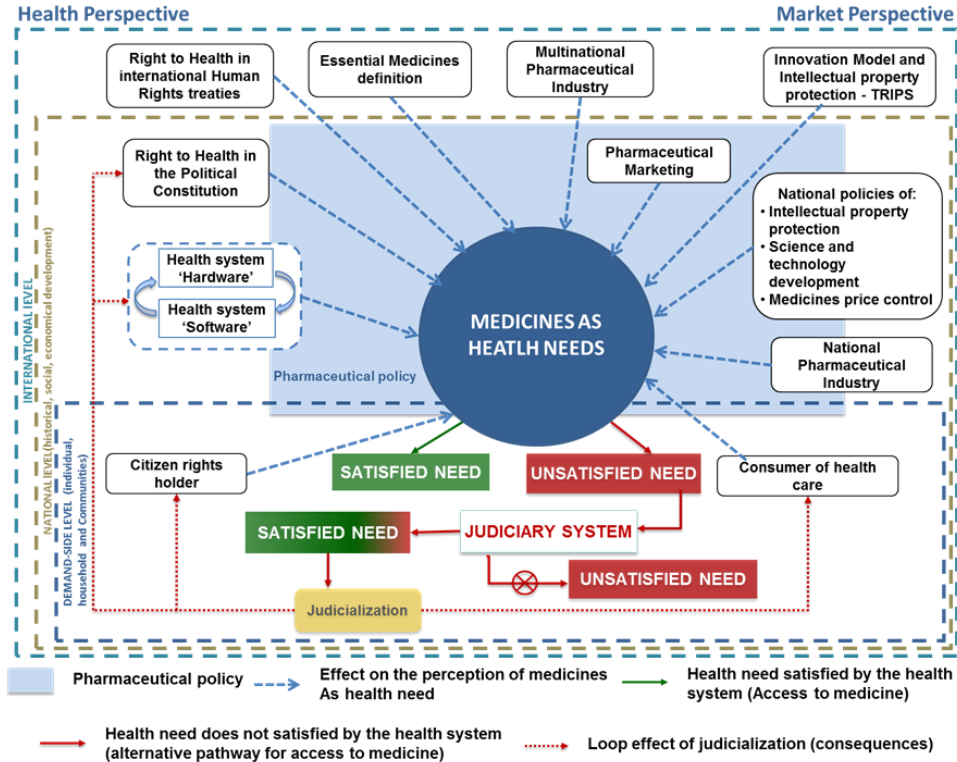 Health Perspective
Market Perspective
Right to Health in
international Human
Rights treaties
Essential Medicines
definition
Multinational
Pharmaceutical
Industry
Innovation Model and
Intellectual property
protection - TRIPS
Right to Health in
the Political
Constitution
Pharmaceutical
Marketing
National policies of:
• Intellectual property
protection
• Science and
technology
development
• Medicines price control
Health system
‘Hardware’
Health system
‘Software’
MEDICINES AS
HEATLH NEEDS
Pharmaceutical policy
National
Pharmaceutical
Industry
INTERNATIONAL LEVEL
NATIONAL LEVEL(historical, social, economical development)
DEMAND-SIDE LEVEL (individual,
household and Communities)
Citizen rights
holder
SATISFIED NEED
UNSATISFIED NEED
Consumer of health
care
SATISFIED NEED
JUDICIARY SYSTEM
UNSATISFIED NEED
Judicialization
Pharmaceutical policy
Effect on the perception of medicines
As health need
Health need satisfied by the health
system (Access to medicine)
Health need does not satisfied by the health system
(alternative pathway for access to medicine)
Loop effect of judicialization (consequences)